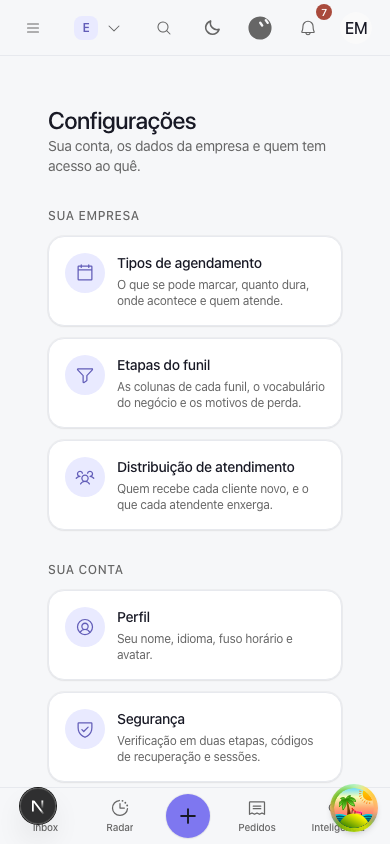 E
7
EM
Configurações
Sua conta, os dados da empresa e quem tem
acesso ao quê.
SUA EMPRESA
Tipos de agendamento
O que se pode marcar, quanto dura,
onde acontece e quem atende.
Etapas do funil
As colunas de cada funil, o vocabulário
do negócio e os motivos de perda.
Distribuição de atendimento
Quem recebe cada cliente novo, e o
que cada atendente enxerga.
SUA CONTA
Perfil
Seu nome, idioma, fuso horário e
avatar.
Segurança
Verificação em duas etapas, códigos
de recuperação e sessões.
N
Inbox
Radar
Pedidos